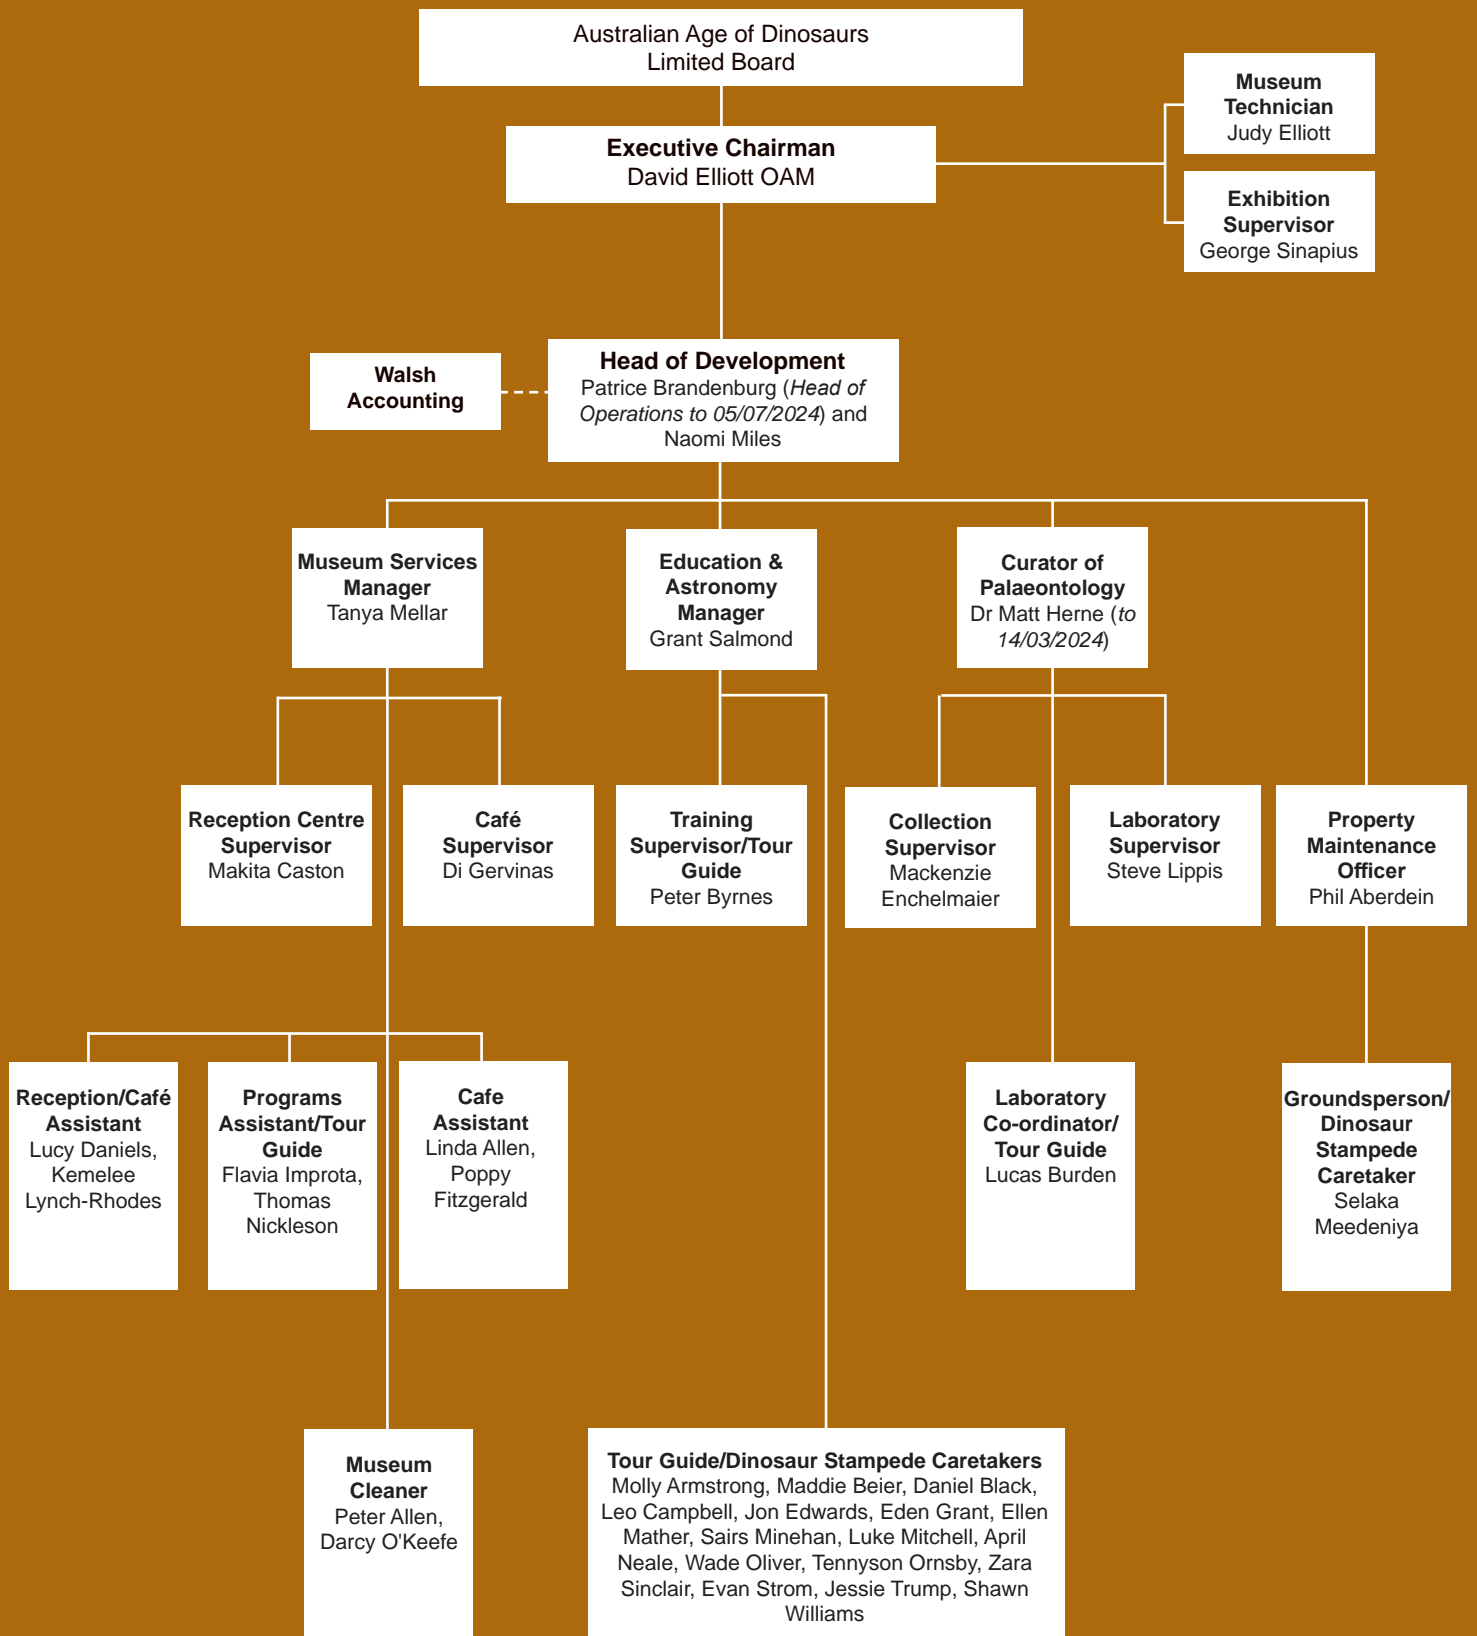 Australian Age of Dinosaurs
Limited Board
Executive Chairman
David Elliott OAM
Museum
Technician
Judy Elliott
Exhibition
Supervisor
George Sinapius
Walsh
Accounting
Head of Development
Patrice Brandenburg (Head of
Operations to 05/07/2024) and
Naomi Miles
Museum Services
Manager
Tanya Mellar
Education &
Astronomy
Manager
Grant Salmond
Curator of
Palaeontology
Dr Matt Herne (to
14/03/2024)
Reception Centre
Supervisor
Makita Caston
Café
Supervisor
Di Gervinas
Training
Supervisor/Tour
Guide
Peter Byrnes
Collection
Supervisor
Mackenzie
Enchelmaier
Laboratory
Supervisor
Steve Lippis
Property
Maintenance
Officer
Phil Aberdein
Reception/Café
Assistant
Lucy Daniels,
Kemelee
Lynch-Rhodes
Programs
Assistant/Tour
Guide
Flavia Improta,
Thomas
Nickleson
Cafe
Assistant
Linda Allen,
Poppy
Fitzgerald
Laboratory
Co-ordinator/
Tour Guide
Lucas Burden
Groundsperson/
Dinosaur
Stampede
Caretaker
Selaka
Meedeniya
Museum
Cleaner
Peter Allen,
Darcy O'Keefe
Tour Guide/Dinosaur Stampede Caretakers
Molly Armstrong, Maddie Beier, Daniel Black,
Leo Campbell, Jon Edwards, Eden Grant, Ellen
Mather, Sairs Minehan, Luke Mitchell, April
Neale, Wade Oliver, Tennyson Ornsby, Zara
Sinclair, Evan Strom, Jessie Trump, Shawn
Williams